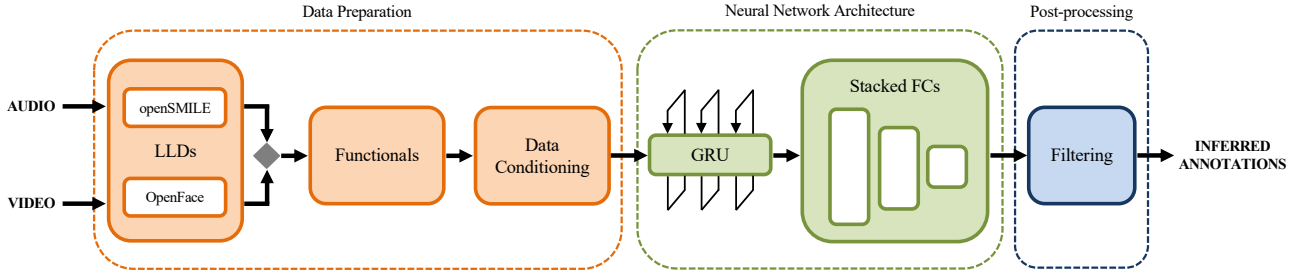 Data Preparation
Neural Network Architecture
Post-processing
AUDIO
VIDEO
openSMILE
LLDs
OpenFace
Functionals
Data
Conditioning
GRU
Stacked FCs
Filtering
INFERRED
ANNOTATIONS